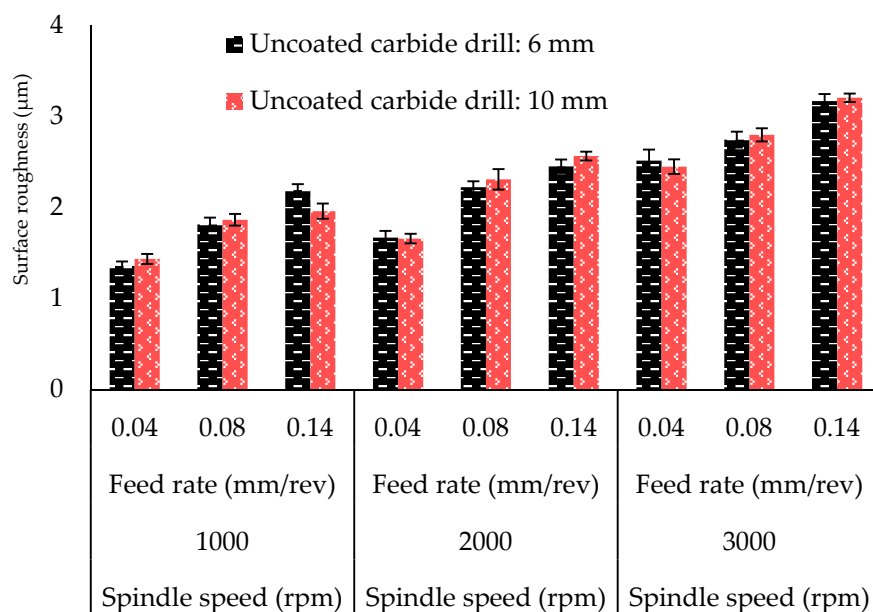 4
3
2
1
0
Surface roughness (µm)
Uncoated carbide drill: 6 mm
Uncoated carbide drill: 10 mm
0.04 0.08 0.14 0.04 0.08 0.14 0.04 0.08 0.14
Feed rate (mm/rev) Feed rate (mm/rev) Feed rate (mm/rev)
1000 2000 3000
Spindle speed (rpm) Spindle speed (rpm) Spindle speed (rpm)